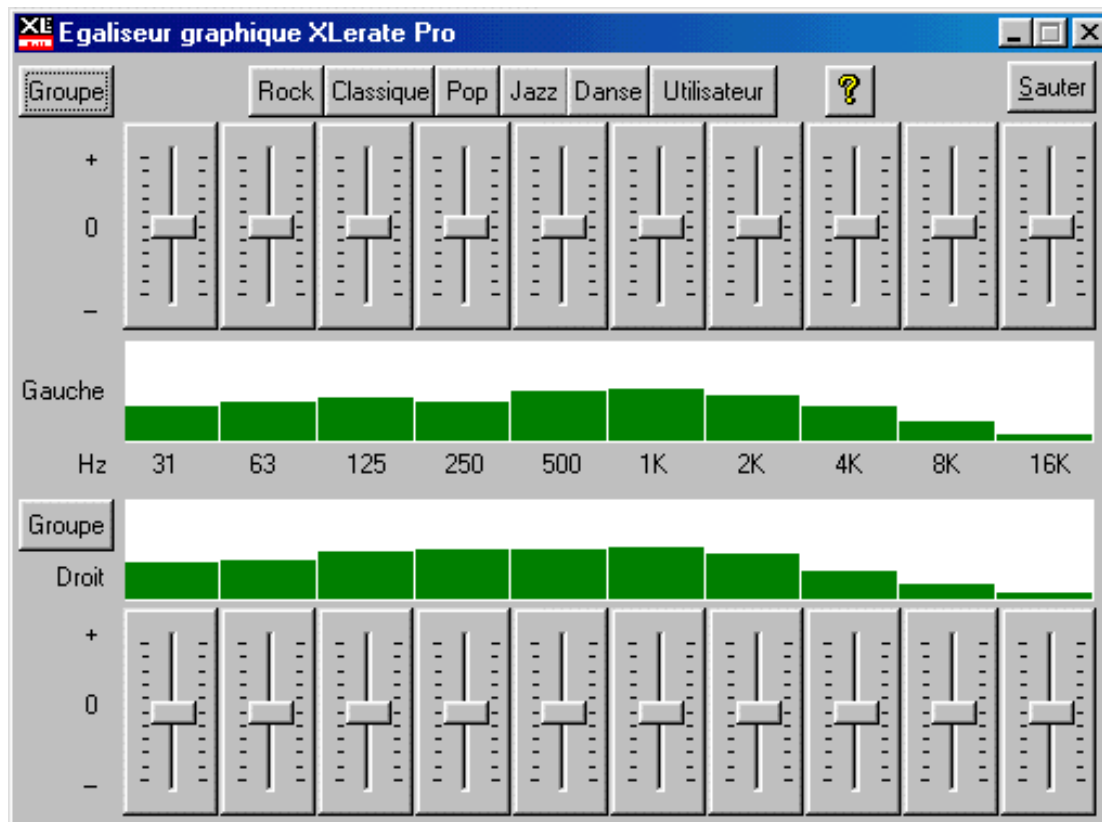 XLE Egaliseur graphique XLerate Pro
Groupe Rock Classique Pop Jazz Danse Utilisateur ? Sauter
+
0
–
Gauche
Hz 31 63 125 250 500 1K 2K 4K 8K 16K
Groupe
Droit
+
0
–